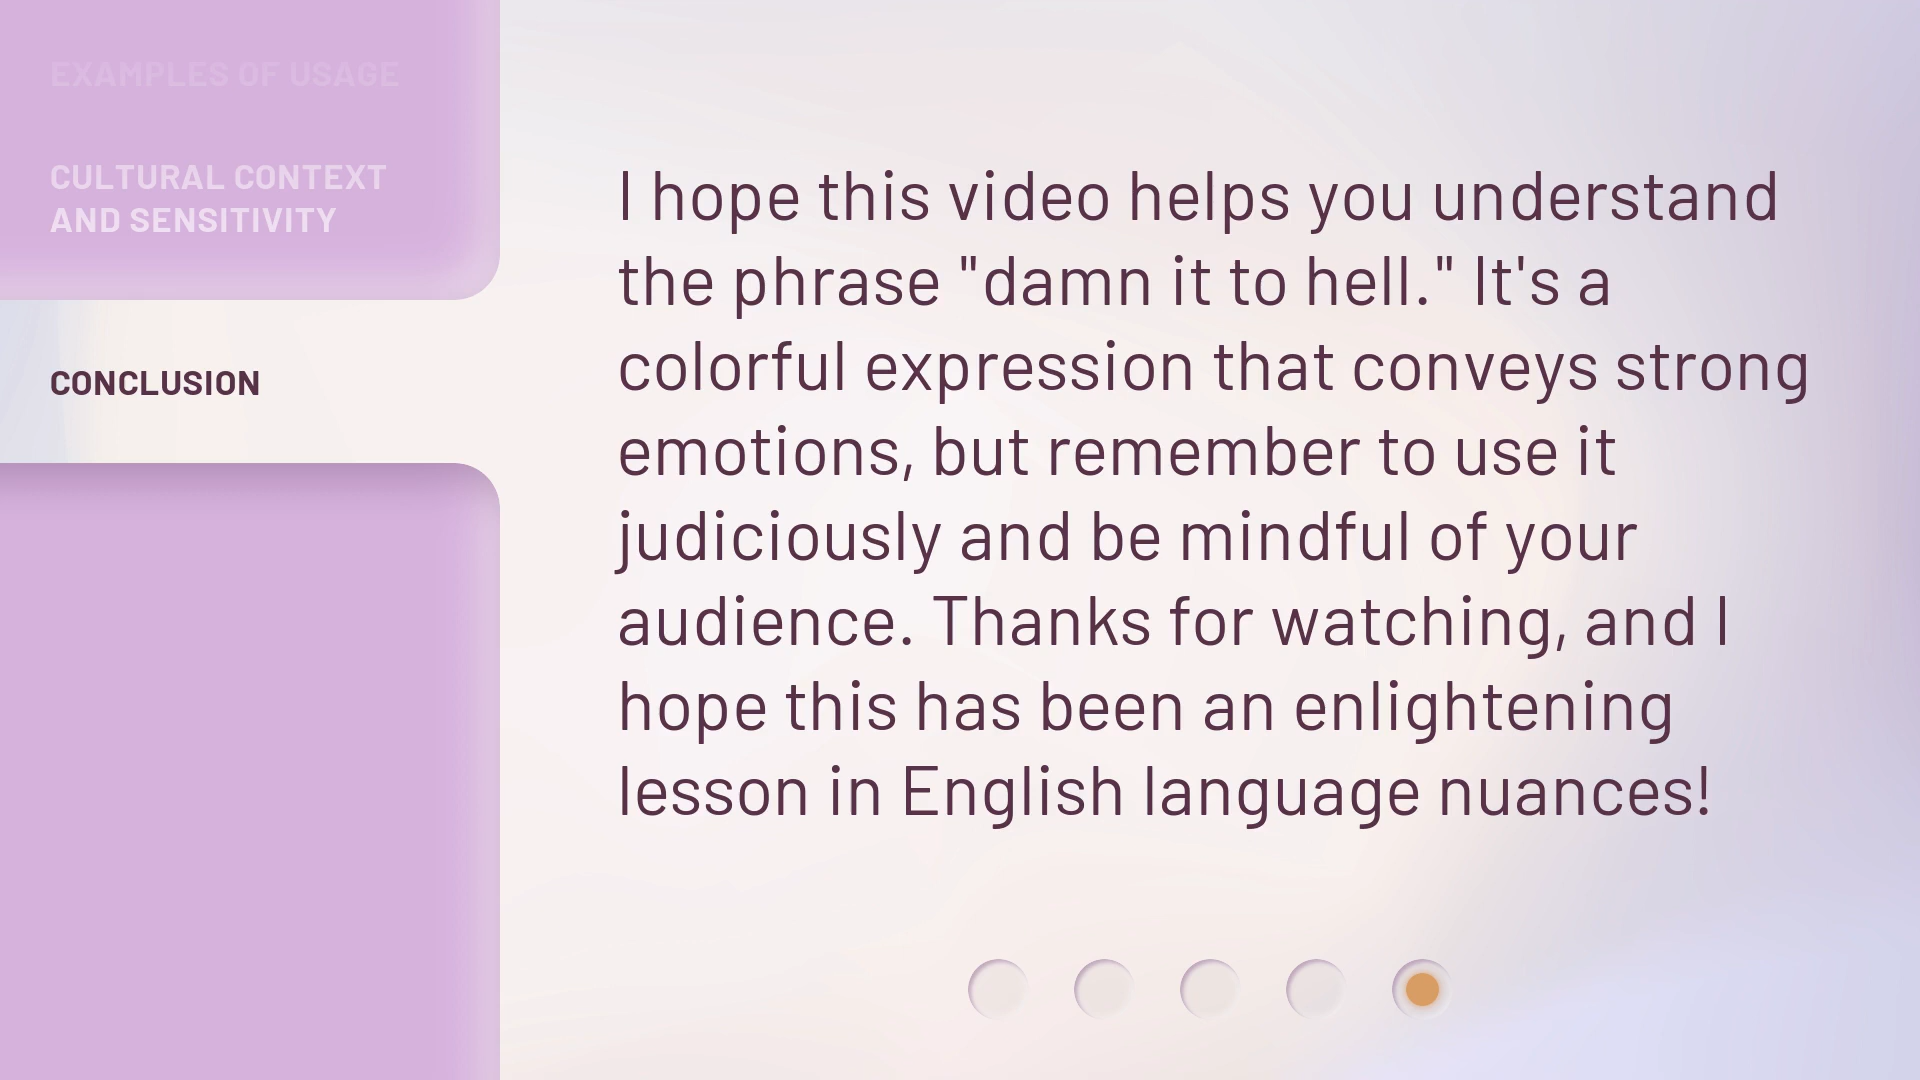 EXAMPLES OF USAGE
CULTURAL CONTEXT
AND SENSITIVITY
CONCLUSION
I hope this video helps you understand
the phrase "damn it to hell." It's a
colorful expression that conveys strong
emotions, but remember to use it
judiciously and be mindful of your
audience. Thanks for watching, and I
hope this has been an enlightening
lesson in English language nuances!